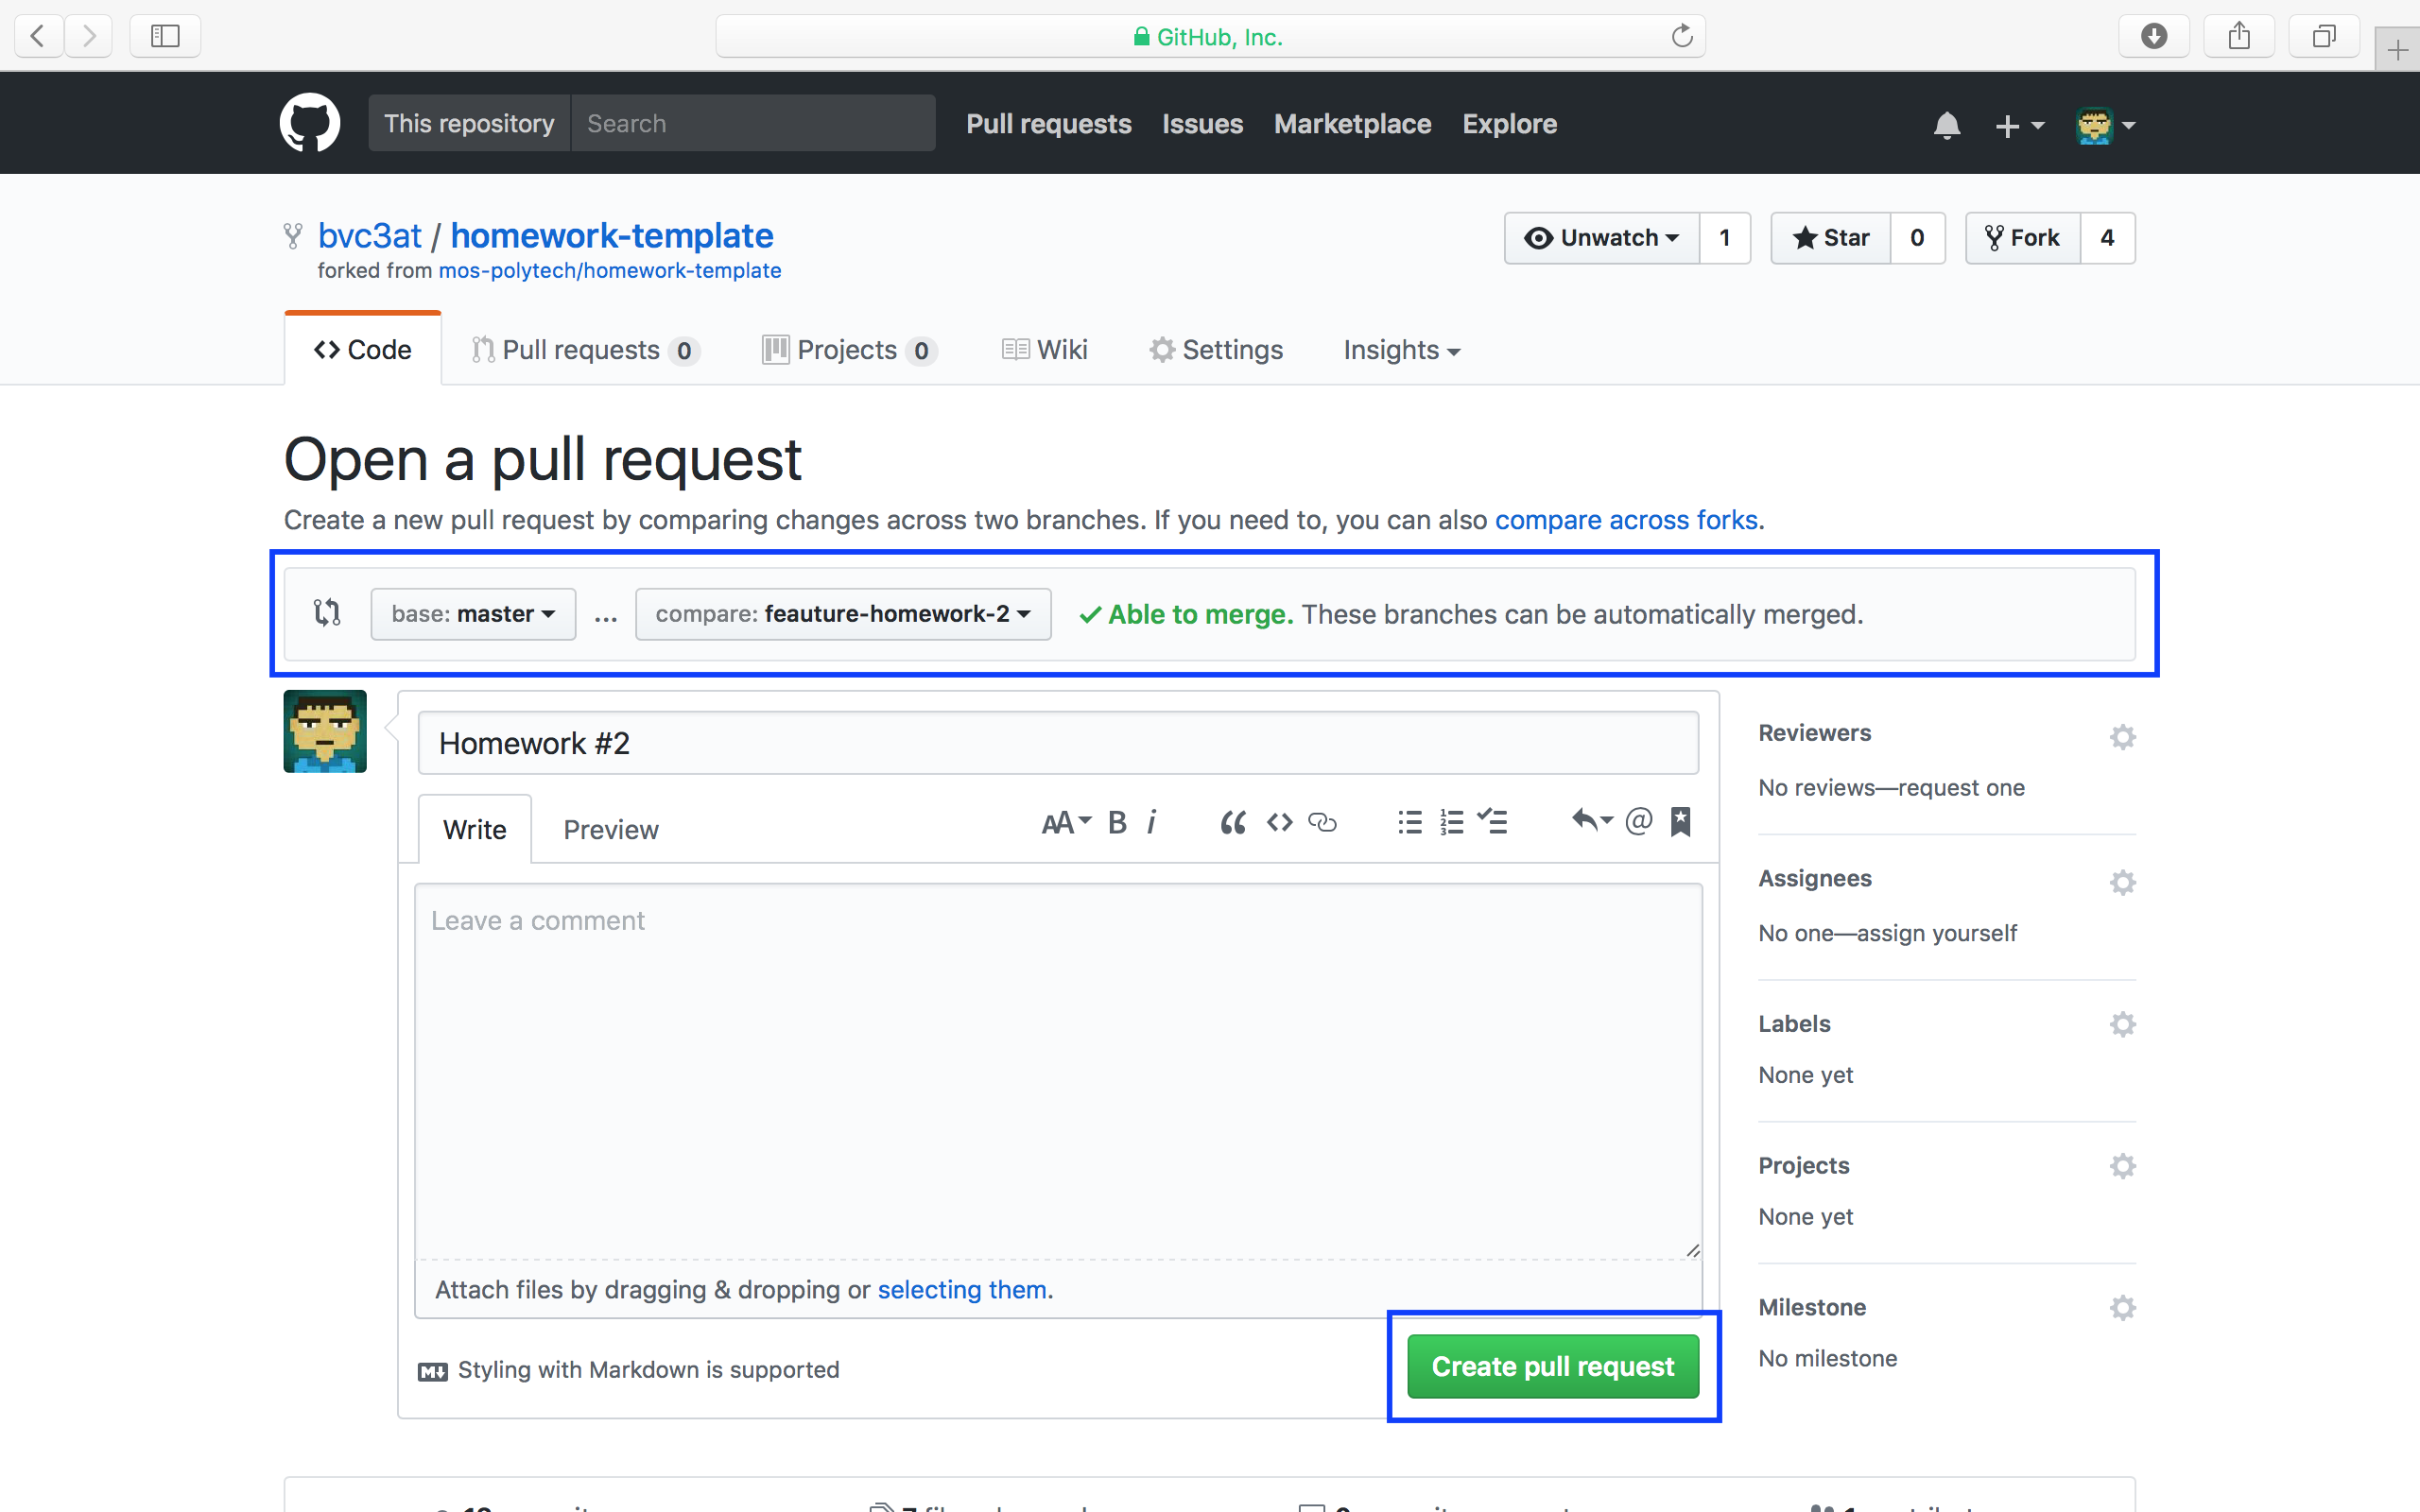 GitHub, Inc.
This repository Search Pull requests Issues Marketplace Explore
bvc3at / homework-template
Unwatch 1 Star 0 Fork 4
forked from mos-polytech/homework-template
Code Pull requests 0 Projects 0 Wiki Settings Insights
Open a pull request
Create a new pull request by comparing changes across two branches. If you need to, you can also compare across forks.
base: master ... compare: feauture-homework-2 Able to merge. These branches can be automatically merged.
Homework #2
Write Preview
Leave a comment
Attach files by dragging & dropping or selecting them.
Styling with Markdown is supported
Create pull request
Reviewers
No reviews—request one
Assignees
No one—assign yourself
Labels
None yet
Projects
None yet
Milestone
No milestone